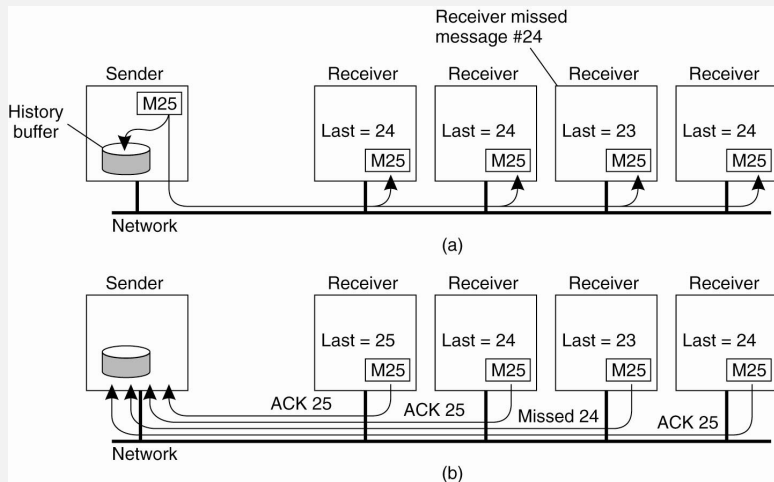 Receiver missed
message #24
Sender
Receiver
Receiver
Receiver
Receiver
History
buffer
M25
Last = 24
Last = 24
Last = 23
Last = 24
M25
M25
M25
M25
Network
(a)
Sender
Receiver
Receiver
Receiver
Receiver
Last = 25
Last = 24
Last = 23
Last = 24
M25
M25
M25
M25
ACK 25
ACK 25
Missed 24
ACK 25
Network
(b)